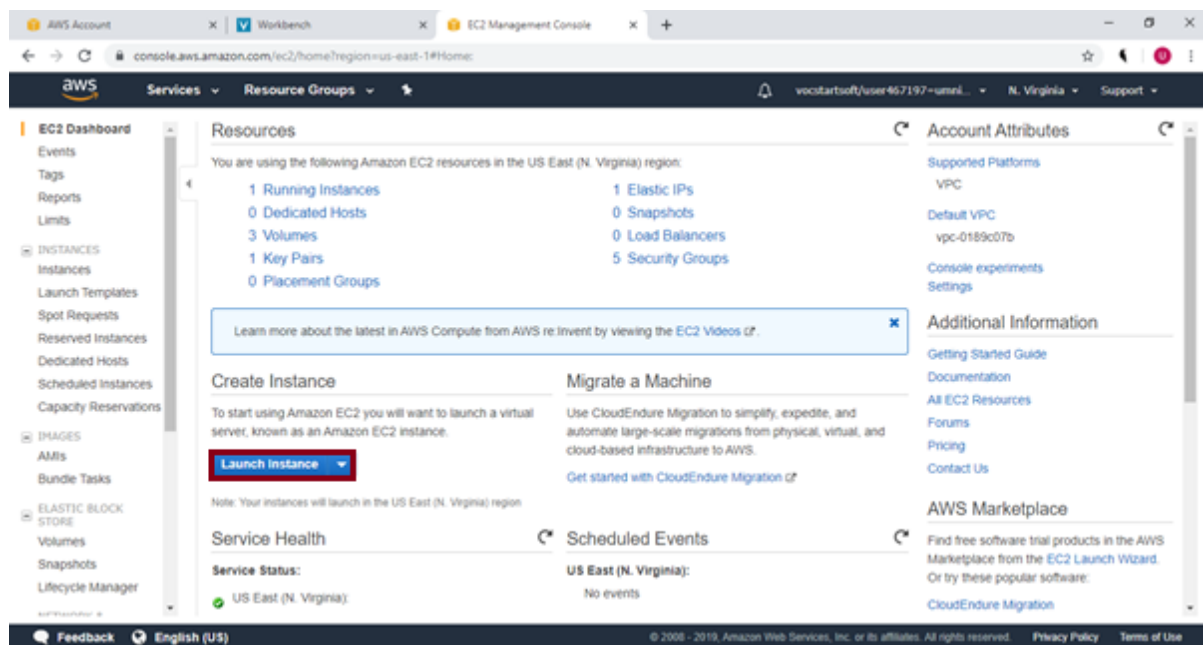 AWS Account
Workbench
EC2 Management Console
console.aws.amazon.com/ec2/home?region=us-east-1#Home:
aws
Services
Resource Groups
vocstartsoft/user467197=umni...
N. Virginia
Support
EC2 Dashboard
Events
Tags
Reports
Limits
INSTANCES
Instances
Launch Templates
Spot Requests
Reserved Instances
Dedicated Hosts
Scheduled Instances
Capacity Reservations
IMAGES
AMIs
Bundle Tasks
ELASTIC BLOCK
STORE
Volumes
Snapshots
Lifecycle Manager
Resources
You are using the following Amazon EC2 resources in the US East (N. Virginia) region:
1 Running Instances
0 Dedicated Hosts
3 Volumes
1 Key Pairs
0 Placement Groups
1 Elastic IPs
0 Snapshots
0 Load Balancers
5 Security Groups
Learn more about the latest in AWS Compute from AWS re:Invent by viewing the EC2 Videos.
Create Instance
To start using Amazon EC2 you will want to launch a virtual
server, known as an Amazon EC2 instance.
Launch Instance
Note: Your instances will launch in the US East (N. Virginia) region
Migrate a Machine
Use CloudEndure Migration to simplify, expedite, and
automate large-scale migrations from physical, virtual, and
cloud-based infrastructure to AWS.
Get started with CloudEndure Migration
Service Health
Service Status:
US East (N. Virginia):
Scheduled Events
US East (N. Virginia):
No events
Account Attributes
Supported Platforms
VPC
Default VPC
vpc-0189c07b
Console experiments
Settings
Additional Information
Getting Started Guide
Documentation
All EC2 Resources
Forums
Pricing
Contact Us
AWS Marketplace
Find free software trial products in the AWS
Marketplace from the EC2 Launch Wizard.
Or try these popular software:
CloudEndure Migration
Feedback
English (US)
© 2008 - 2019, Amazon Web Services, Inc. or its affiliates. All rights reserved.
Privacy Policy
Terms of Use